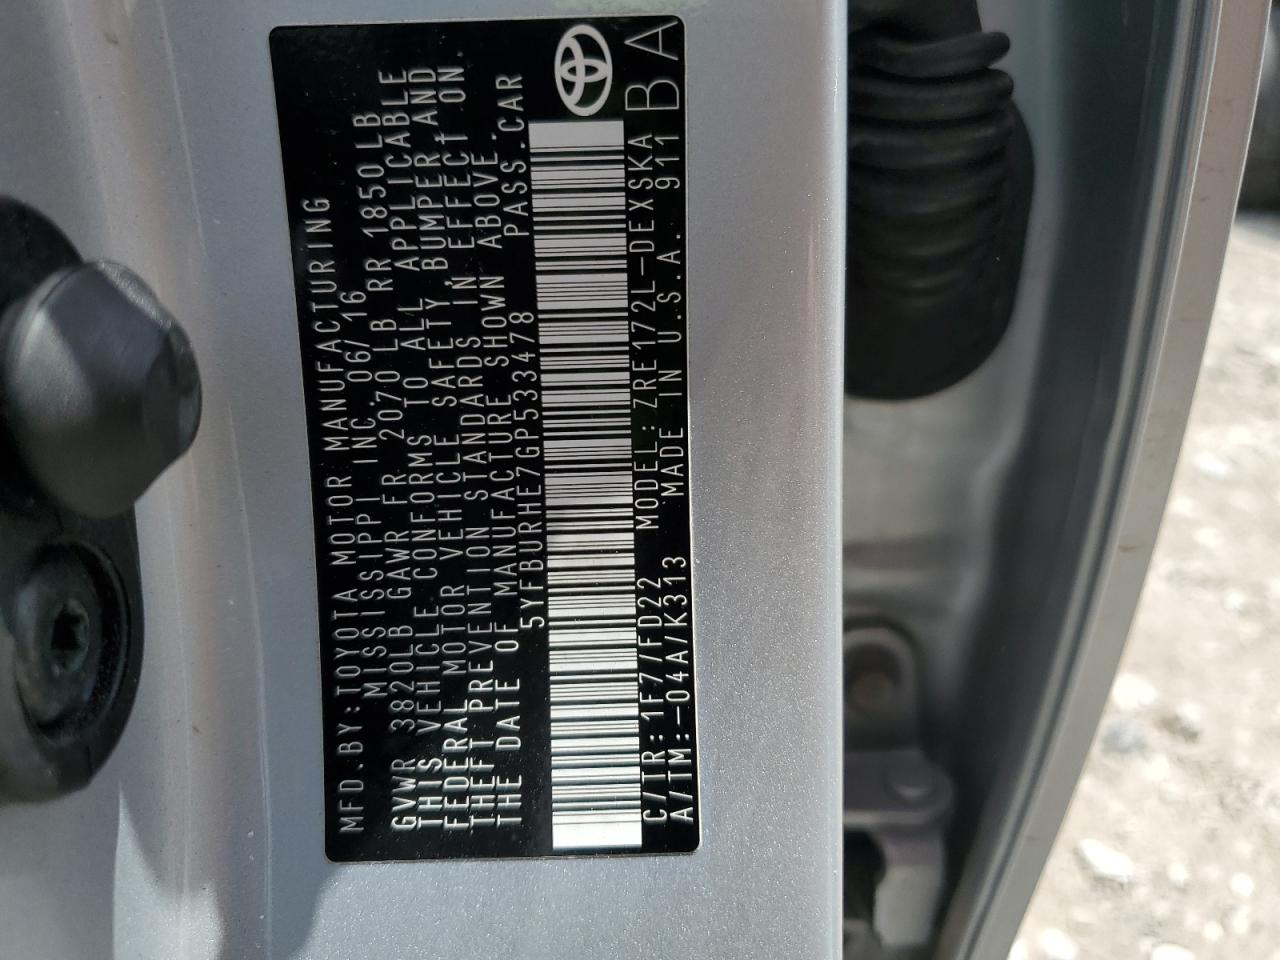 MFD.BY:TOYOTA MOTOR MANUFACTURING
MISSISSIPPI INC. 06/16
GVWR 3820LB GAWR FR 2070LB RR 1850LB
THIS VEHICLE CONFORMS TO ALL APPLICABLE
FEDERAL MOTOR VEHICLE SAFETY, BUMPER AND
THEFT PREVENTION STANDARDS IN EFFECT ON
THE DATE OF MANUFACTURE SHOWN ABOVE.
5YFBURHE7GP533478 PASS.CAR
C/TR:1F7/FD22 MODEL:ZRE172L-DEXSKA
A/TM:-04A/K313 MADE IN U.S.A. 911
BA